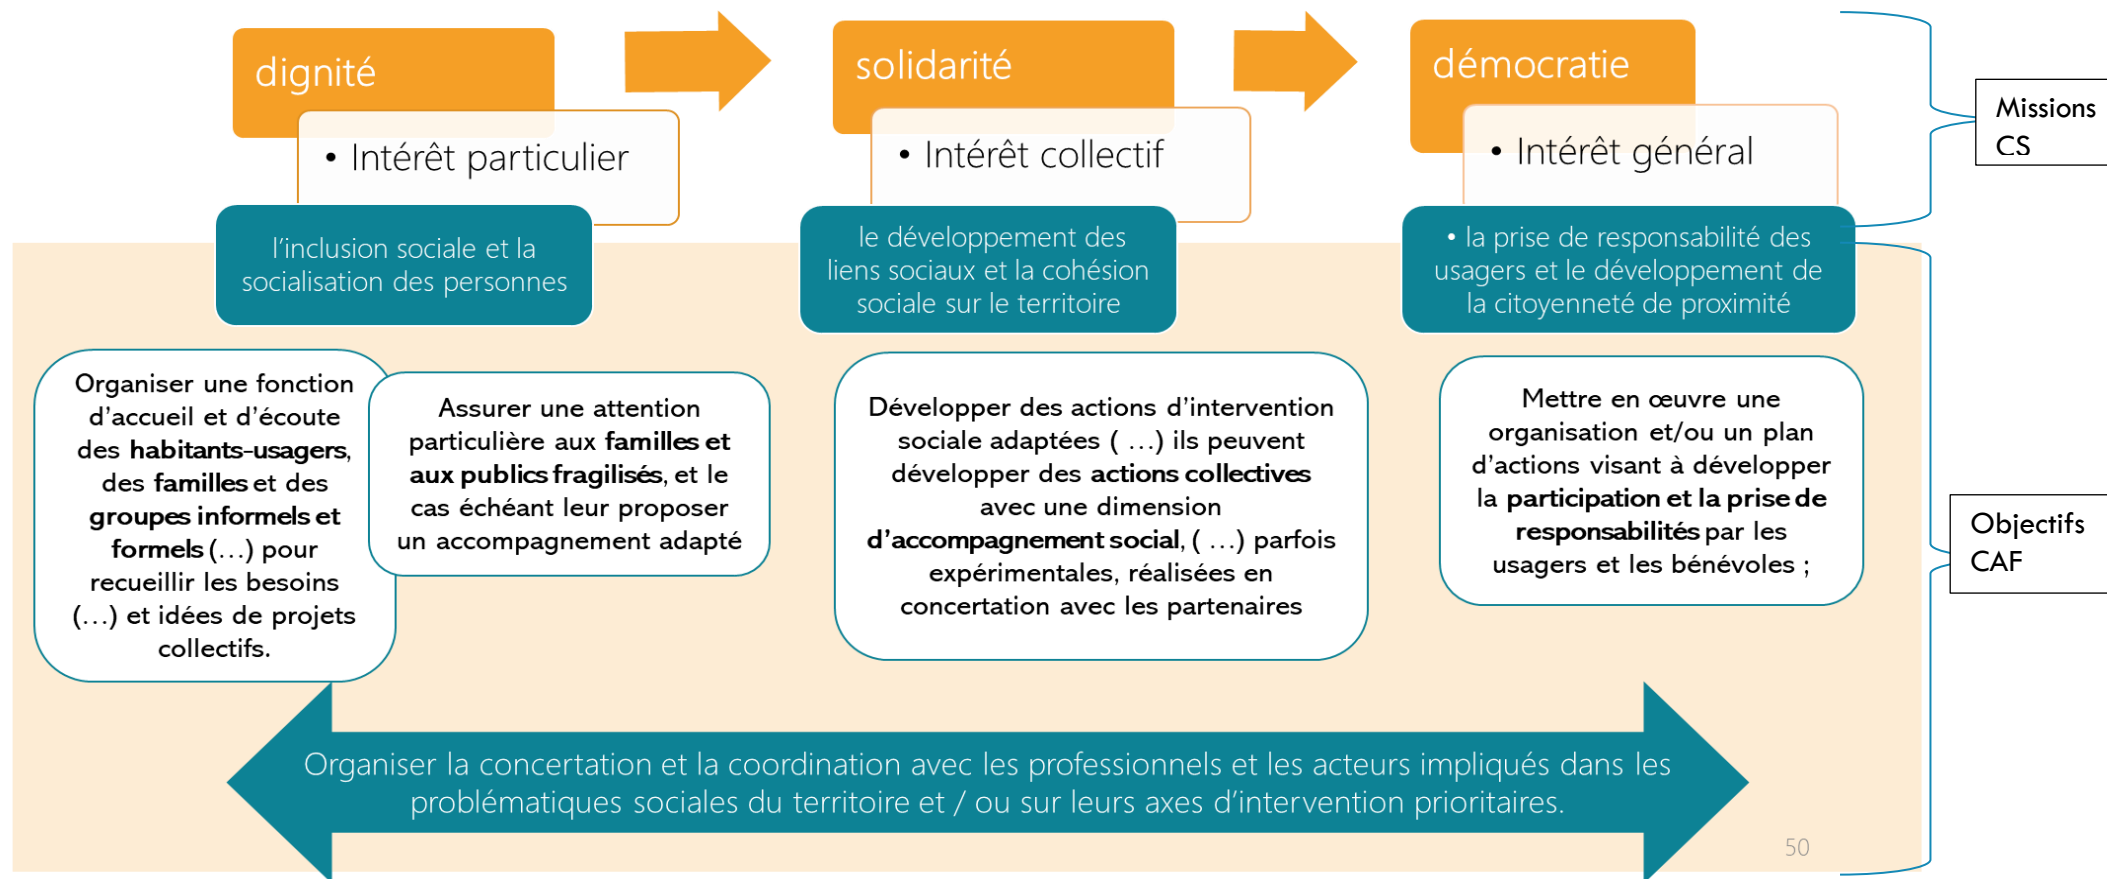 dignité
• Intérêt particulier
solidarité
• Intérêt collectif
démocratie
• Intérêt général
Missions
CS
l'inclusion sociale et la
socialisation des personnes
le développement des
liens sociaux et la cohésion
sociale sur le territoire
• la prise de responsabilité des
usagers et le développement de
la citoyenneté de proximité
Organiser une fonction
d'accueil et d'écoute
des habitants-usagers,
des familles et des
groupes informels et
formels (…) pour
recueillir les besoins
(…) et idées de projets
collectifs.
Assurer une attention
particulière aux familles et
aux publics fragilisés, et le
cas échéant leur proposer
un accompagnement adapté
Développer des actions d'intervention
sociale adaptées ( …) ils peuvent
développer des actions collectives
avec une dimension
d'accompagnement social, ( …) parfois
expérimentales, réalisées en
concertation avec les partenaires
Mettre en œuvre une
organisation et/ou un plan
d'actions visant à développer
la participation et la prise de
responsabilités par les
usagers et les bénévoles ;
Objectifs
CAF
Organiser la concertation et la coordination avec les professionnels et les acteurs impliqués dans les
problématiques sociales du territoire et / ou sur leurs axes d'intervention prioritaires.
50